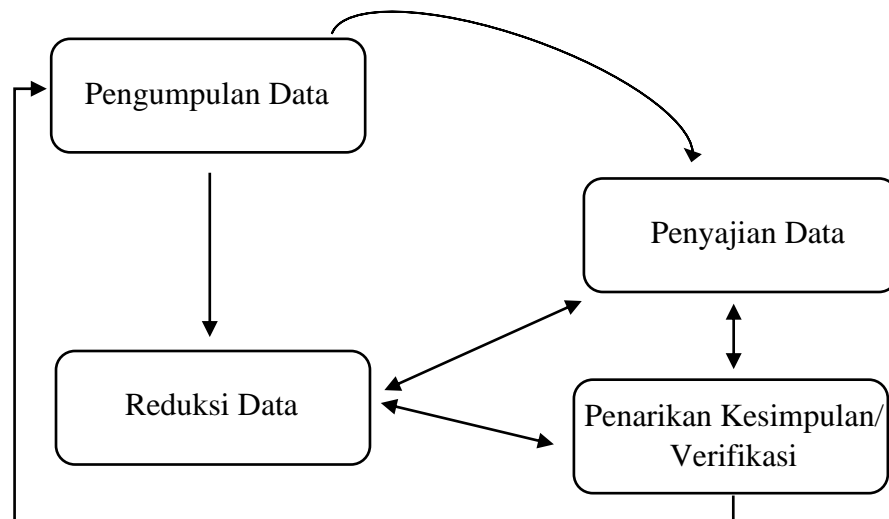 Pengumpulan Data
Penyajian Data
Reduksi Data
Penarikan Kesimpulan/
Verifikasi